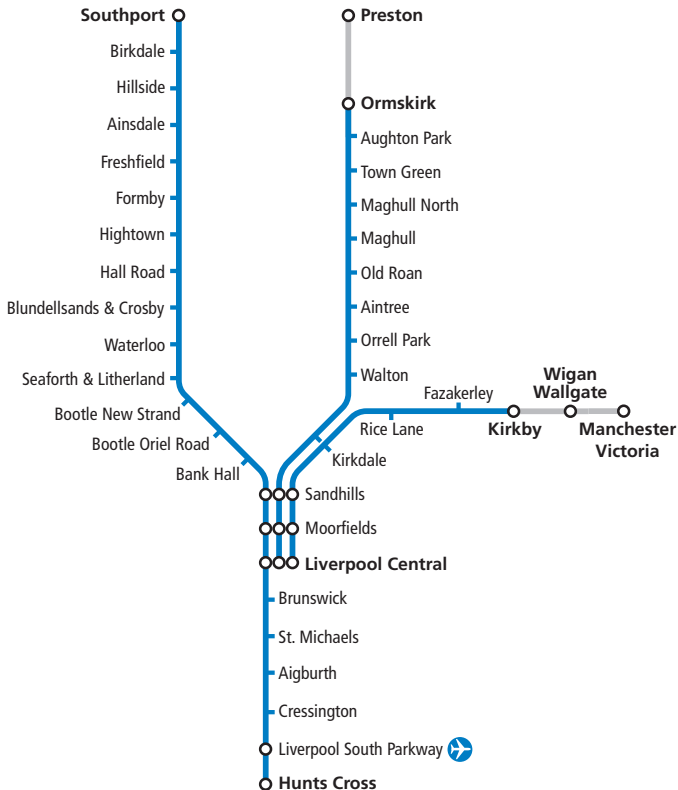 Southport
Birkdale
Hillside
Ainsdale
Freshfield
Formby
Hightown
Hall Road
Blundellsands & Crosby
Waterloo
Seaforth & Litherland
Bootle New Strand
Bootle Oriel Road
Bank Hall
Preston
Ormskirk
Aughton Park
Town Green
Maghull North
Maghull
Old Roan
Aintree
Orrell Park
Walton
Fazakerley
Rice Lane
Kirkdale
Kirkby
Wigan
Wallgate
Manchester
Victoria
Sandhills
Moorfields
Liverpool Central
Brunswick
St. Michaels
Aigburth
Cressington
Liverpool South Parkway
Hunts Cross